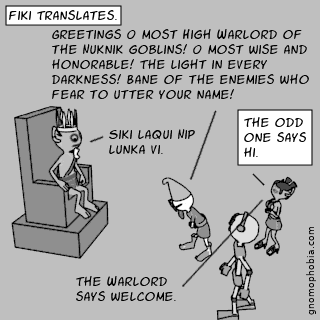 FIKI TRANSLATES.
GREETINGS O MOST HIGH WARLORD OF
THE NUKNIK GOBLINS! O MOST WISE AND
HONORABLE! THE LIGHT IN EVERY
DARKNESS! BANE OF THE ENEMIES WHO
FEAR TO UTTER YOUR NAME!
SIKI LAQUI NIP
LUNKA VI.
THE ODD
ONE SAYS
HI.
THE WARLORD
SAYS WELCOME.
gnomophobia.com